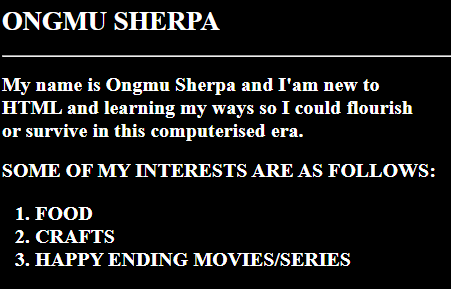 ONGMU SHERPA
My name is Ongmu Sherpa and I'am new to
HTML and learning my ways so I could flourish
or survive in this computerised era.
SOME OF MY INTERESTS ARE AS FOLLOWS:
1. FOOD
2. CRAFTS
3. HAPPY ENDING MOVIES/SERIES